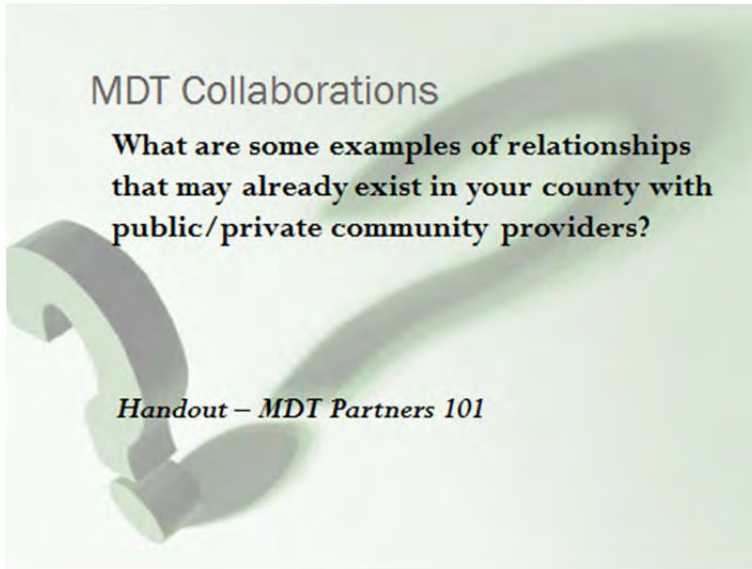 MDT Collaborations
What are some examples of relationships
that may already exist in your county with
public/private community providers?
Handout – MDT Partners 101